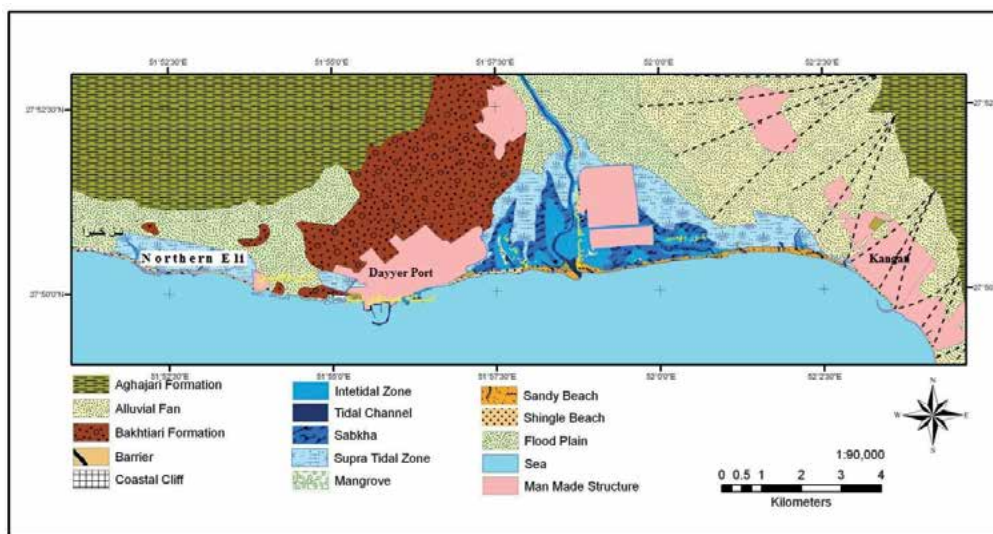 51°52'30"E 51°55'0"E 51°57'30"E 52°0'0"E 52°2'30"E
27°52'30"N
27°52'
Northern Eli
Dayyer Port
Kangan
27°50'0"N
27°50'
51°52'30"E 51°55'0"E 51°57'30"E 52°0'0"E 52°2'30"E
Aghajari Formation
Alluvial Fan
Bakhtiari Formation
Barrier
Coastal Cliff
Intetidal Zone
Tidal Channel
Sabkha
Supra Tidal Zone
Mangrove
Sandy Beach
Shingle Beach
Flood Plain
Sea
Man Made Structure
N
W E
S
1:90,000
0 0.5 1 2 3 4
Kilometers